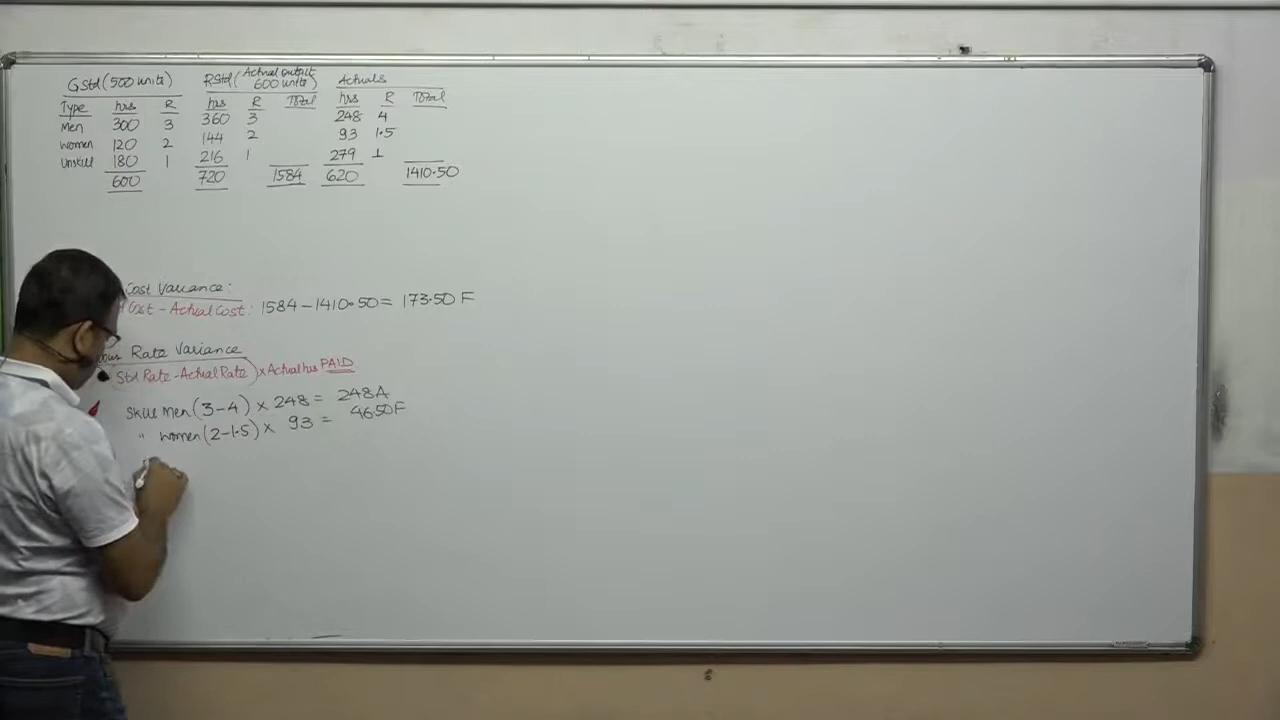 GStd (500 units) RStd (Actual output 600 units) Actuals
Type hrs R hrs R Total hrs R Total
Men 300 3 360 3 248 4
Women 120 2 144 2 93 1.5
Unskill 180 1 216 1 279 1
600 720 1584 620 1410.50
Cost Variance:
Cost - Actual Cost: 1584 - 1410.50 = 173.50 F
Rate Variance
Std Rate - Actual Rate) x Actual hrs PAID
Skill Men (3-4) x 248 = 248A
" Women (2-1.5) x 93 = 46.50F